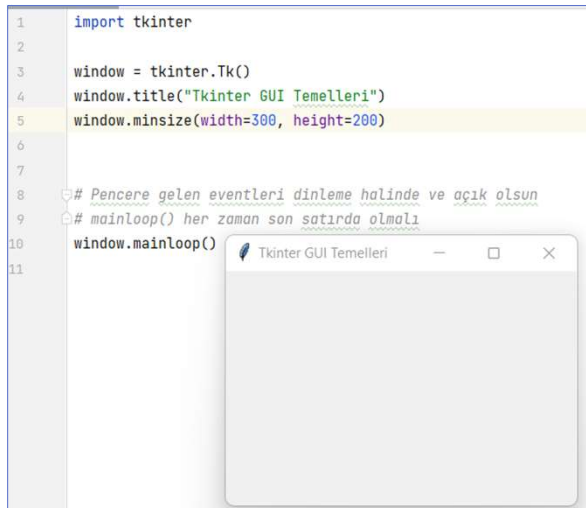 1 import tkinter
2
3 window = tkinter.Tk()
4 window.title("Tkinter GUI Temelleri")
5 window.minsize(width=300, height=200)
6
7
8 # Pencere gelen eventleri dinleme halinde ve açık olsun
9 # mainloop() her zaman son satırda olmalı
10 window.mainloop()
11
Tkinter GUI Temelleri